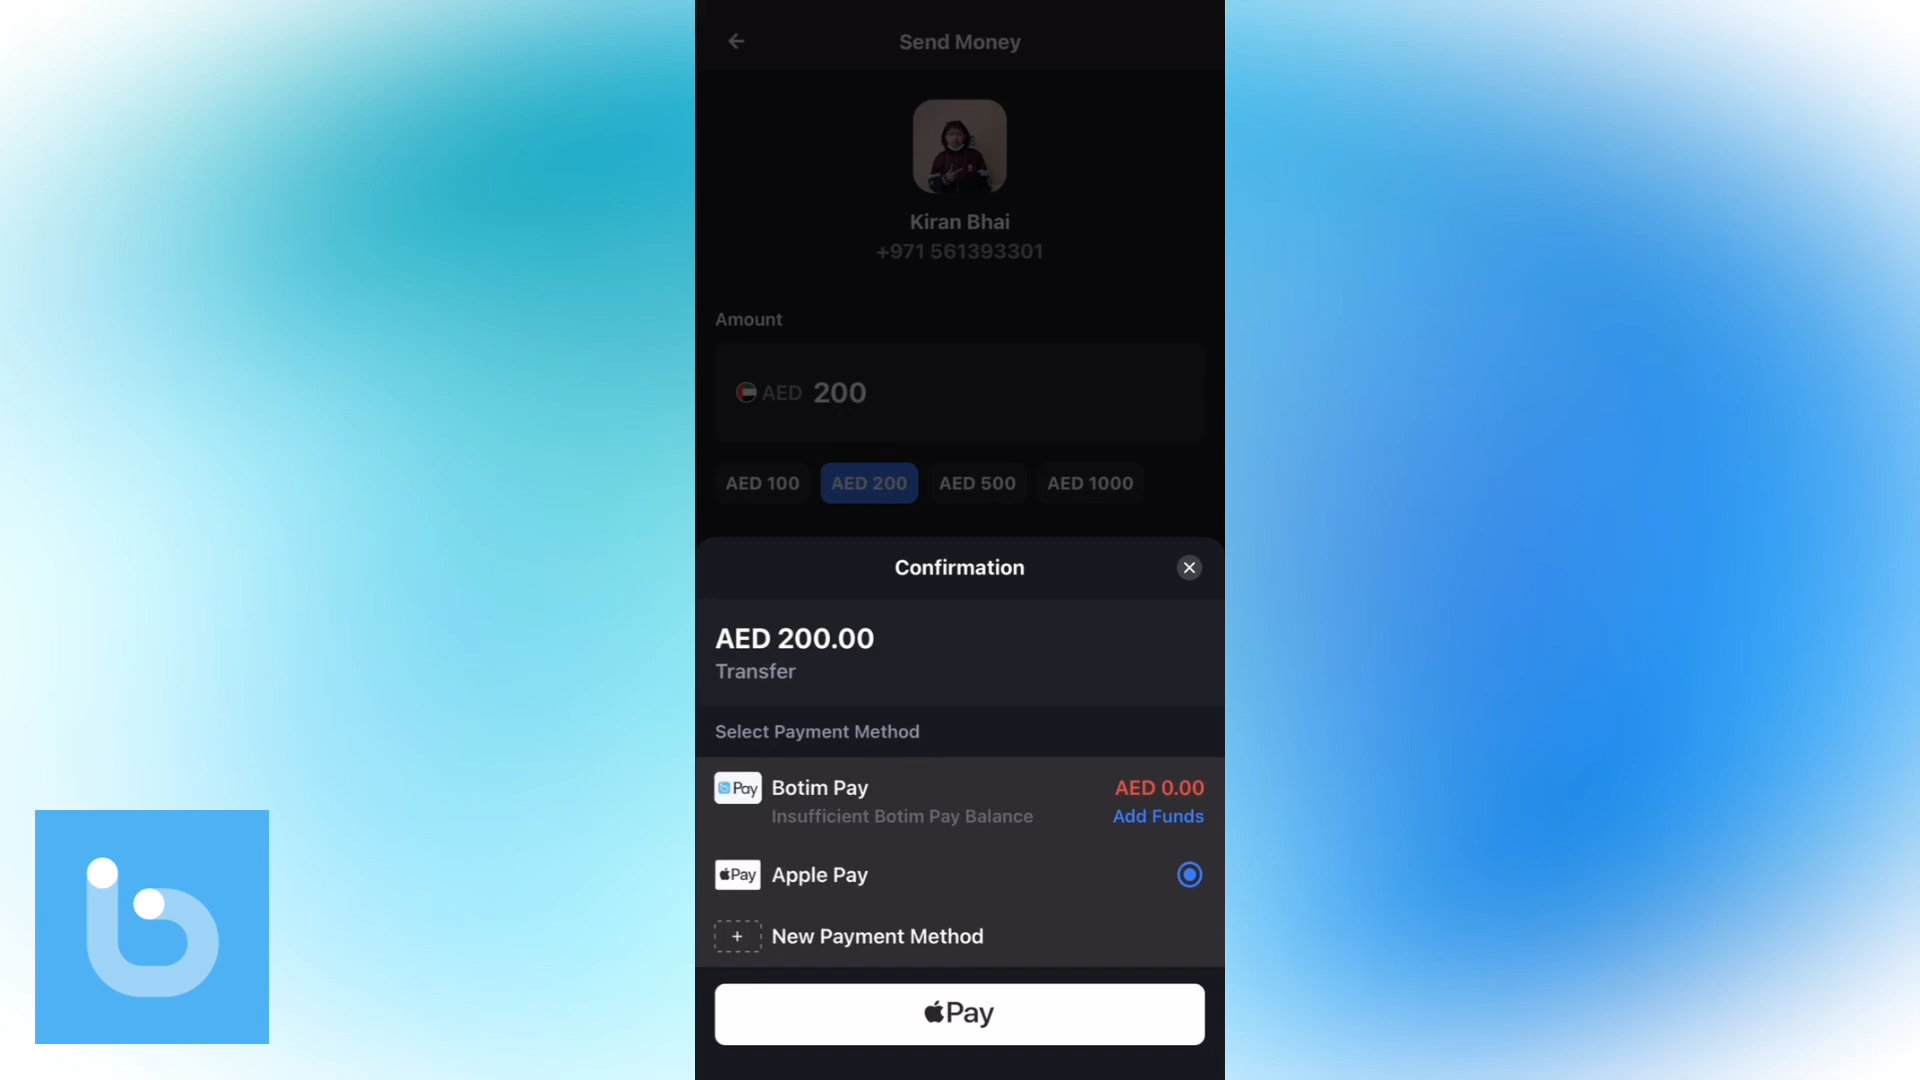 Send Money
Kiran Bhai
+971 561393301
Amount
AED 200
AED 100 AED 200 AED 500 AED 1000
Confirmation
AED 200.00
Transfer
Select Payment Method
Pay Botim Pay AED 0.00
Insufficient Botim Pay Balance Add Funds
Pay Apple Pay
+ New Payment Method
Pay